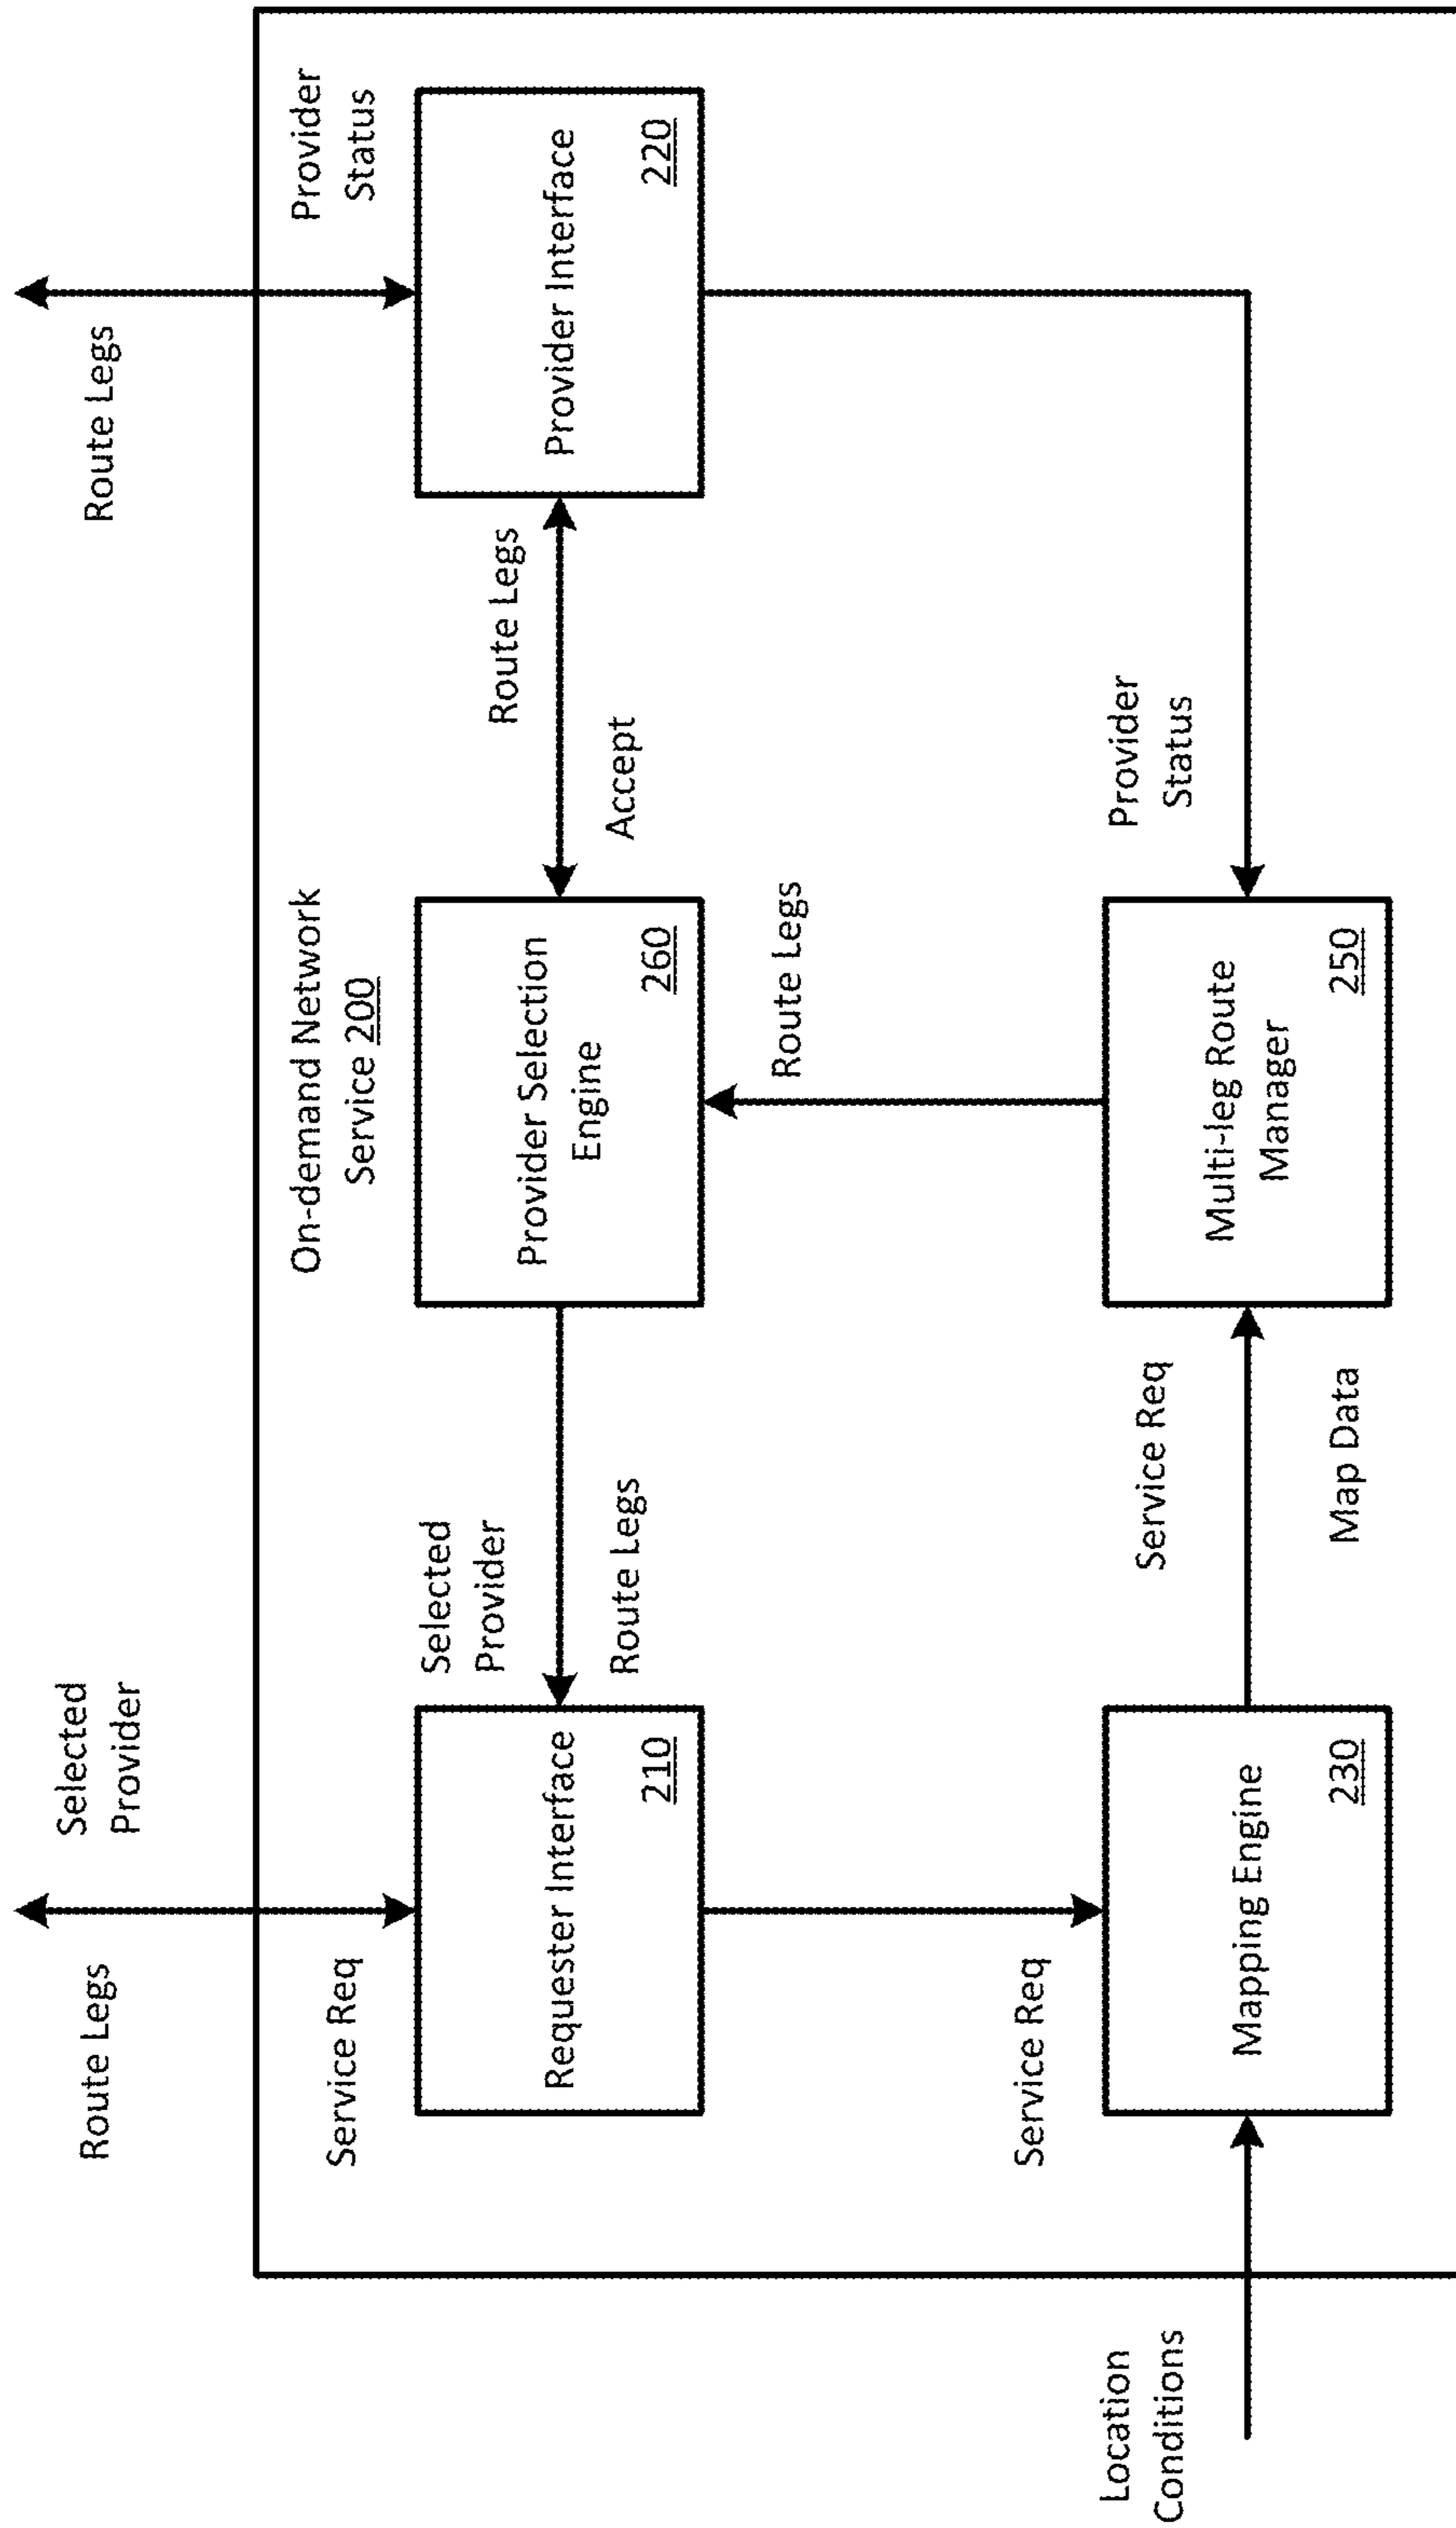 Route Legs
Selected
Provider
Route Legs
Service Req
On-demand Network
Service 200
Provider
Status
Requester Interface
210
Selected
Provider
Route Legs
Provider Selection
Engine
260
Route Legs
Accept
Provider Interface
220
Service Req
Route Legs
Provider
Status
Location
Conditions
Mapping Engine
230
Service Req
Map Data
Multi-leg Route
Manager
250